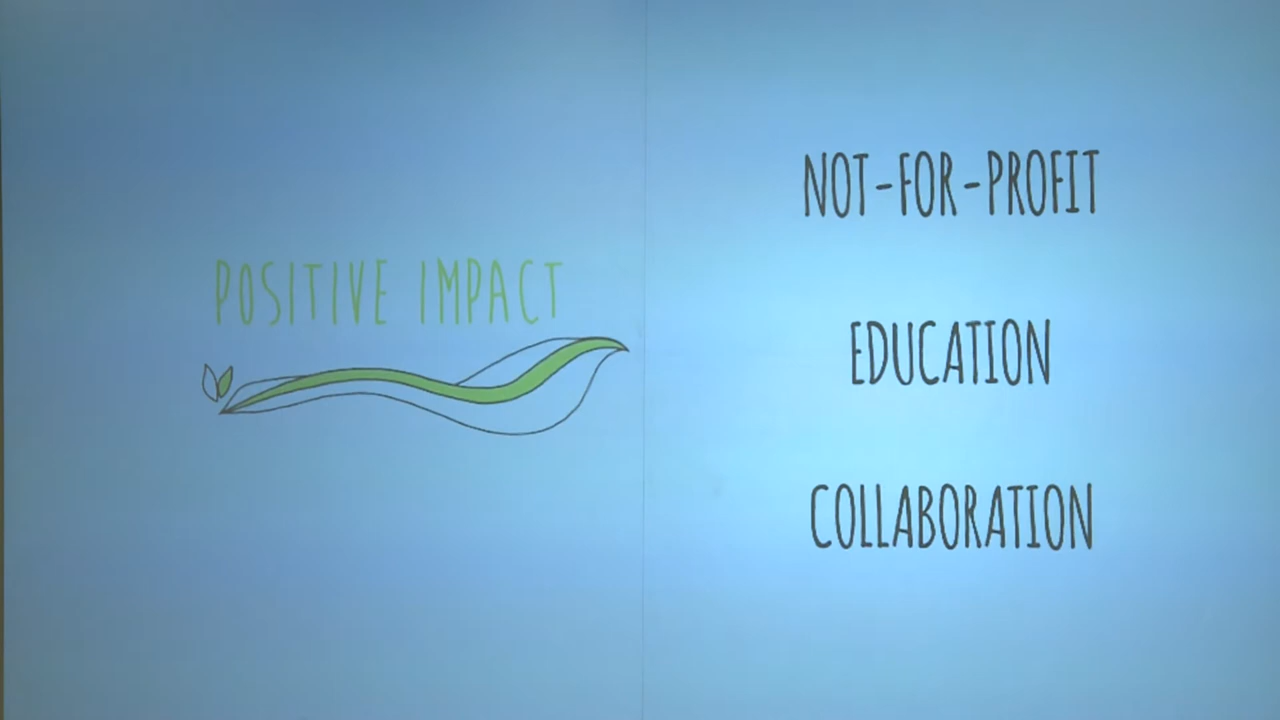 POSITIVE IMPACT
NOT-FOR-PROFIT
EDUCATION
COLLABORATION